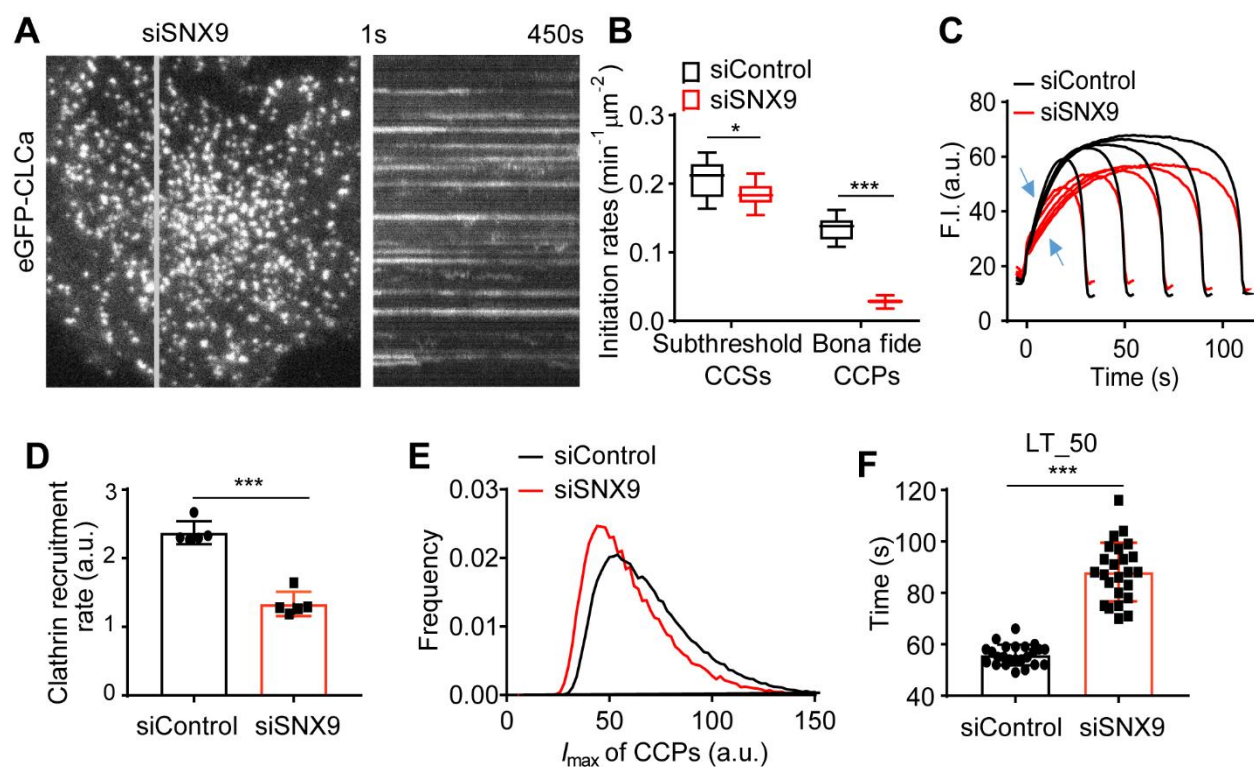 A
siSNX9
1s
450s
eGFP-CLCa
B
siControl
siSNX9
Initiation rates (min⁻¹ μm⁻²)
0.3
0.2
0.1
0.0
*
***
Subthreshold
CCSs
Bona fide
CCPs
C
siControl
siSNX9
F.I. (a.u.)
80
60
40
20
0
0
50
100
Time (s)
D
***
Clathrin recruitment
rate (a.u.)
3
2
1
0
siControl
siSNX9
E
siControl
siSNX9
Frequency
0.03
0.02
0.01
0.00
0
50
100
150
Imax of CCPs (a.u.)
F
LT_50
***
Time (s)
120
100
80
60
40
siControl
siSNX9